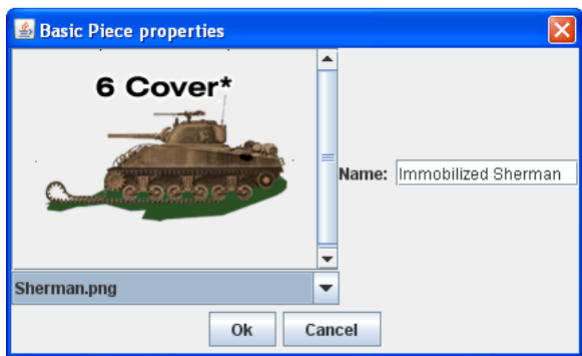 Basic Piece properties
6 Cover*
Name: Immobilized Sherman
Sherman.png
Ok Cancel